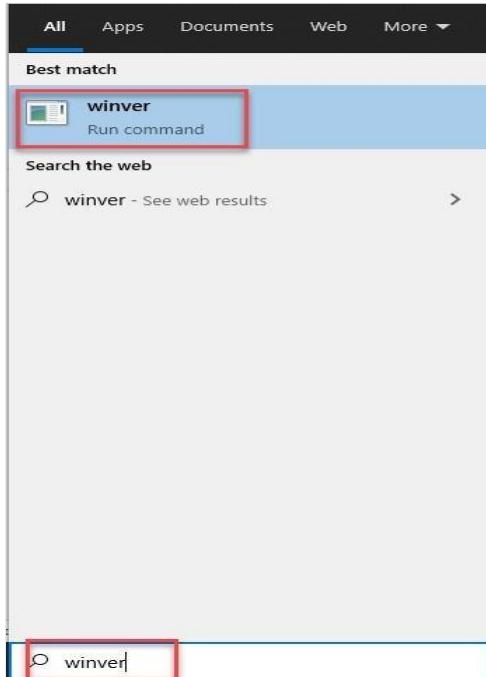 All Apps Documents Web More
Best match
winver
Run command
Search the web
winver - See web results
winver